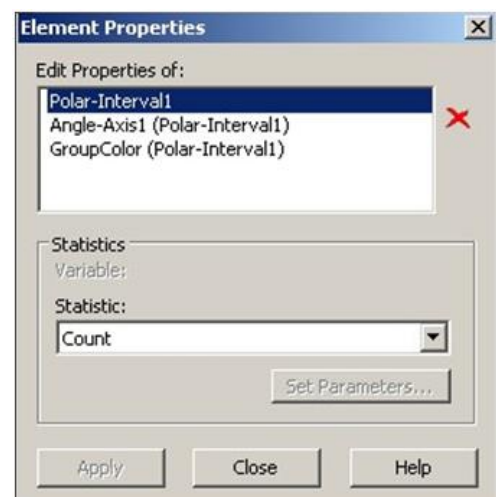 Element Properties
Edit Properties of:
Polar-Interval1
Angle-Axis1 (Polar-Interval1)
GroupColor (Polar-Interval1)
Statistics
Variable:
Statistic:
Count
Set Parameters...
Apply Close Help